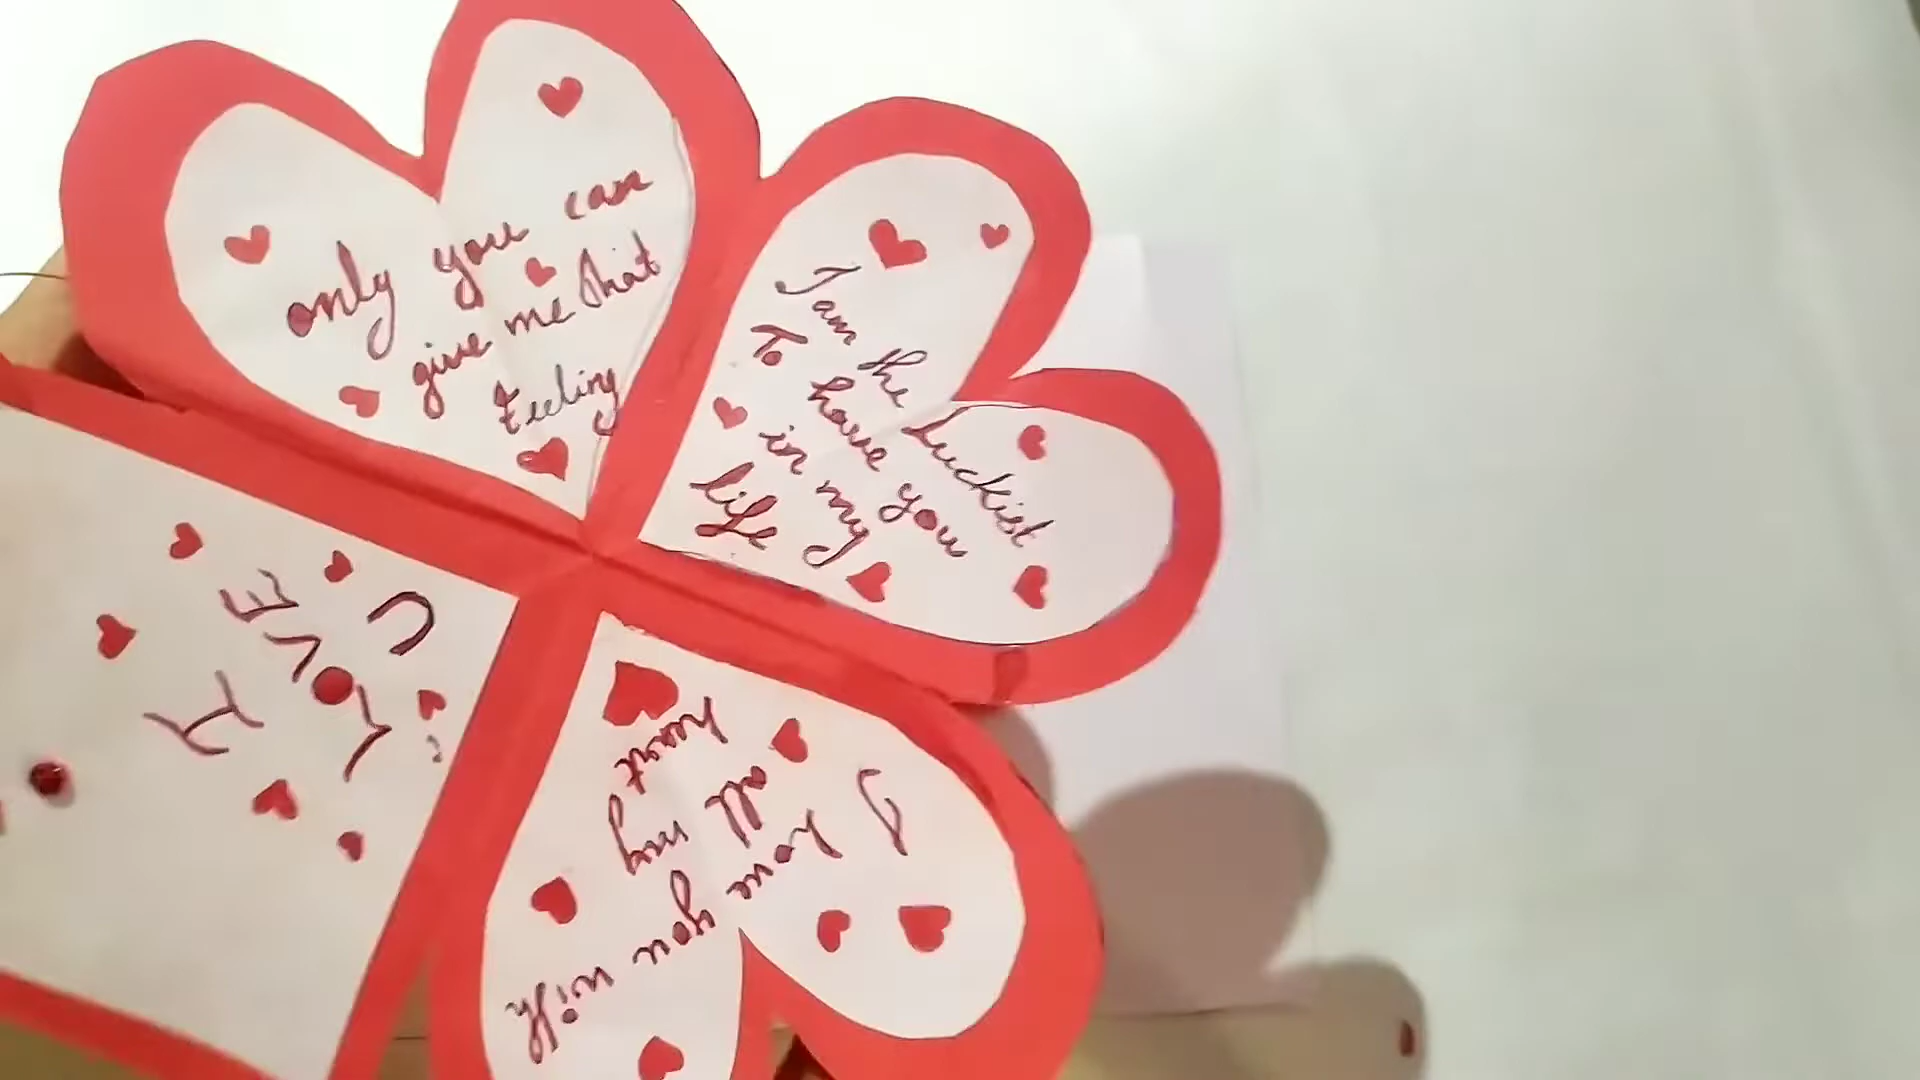 only you can
give me that
feeling
I am the Luckist
To have you
in my
life
I love you with
all my
heart
I
LOVE
U